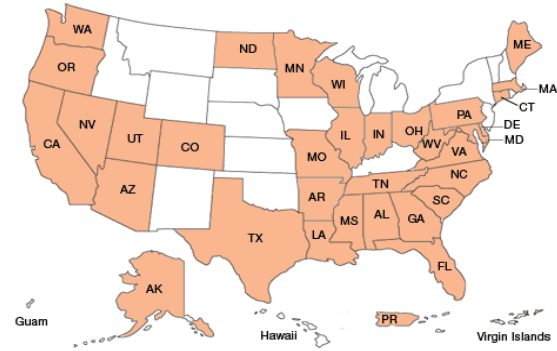 WA
ND
ME
OR
MN
WI
MA
CT
NV
UT
CO
CA
IL
IN
OH
PA
DE
WV
MD
VA
MO
NC
AZ
AR
TN
SC
TX
MS
AL
GA
LA
FL
AK
PR
Guam
Hawaii
Virgin Islands